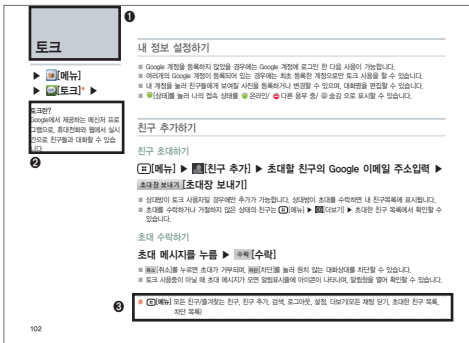 ❶
토크
▶ [메뉴]
▶ [토크]* ▶
토크란?
Google에서 제공하는 메신저 프로
그램으로, 휴대전화와 웹에서 실시
간으로 친구들과 대화할 수 있습
니다.
❷
내 정보 설정하기
Google 계정을 등록하지 않았을 경우에는 Google 계정에 로그인 한 다음 사용이 가능합니다.
여러개의 Google 계정이 등록되어 있는 경우에는 최초 등록한 계정으로만 토크 사용을 할 수 있습니다.
내 계정을 눌러 친구들에게 보여질 사진을 등록하거나 변경할 수 있으며, 대화명을 편집할 수 있습니다.
[상태]를 눌러 나의 접속 상태를 온라인/ 다른 용무 중/ 숨김 으로 표시할 수 있습니다.
친구 추가하기
친구 초대하기
[메뉴] ▶ [친구 추가] ▶ 초대할 친구의 Google 이메일 주소입력 ▶
초대장 보내기 [초대장 보내기]
상대방이 토크 사용자일 경우에만 추가가 가능합니다. 상대방이 초대를 수락하면 내 친구목록에 표시됩니다.
초대를 수락하거나 거절하지 않은 상태의 친구는 [메뉴] ▶ [더보기] ▶ 초대한 친구 목록에서 확인할 수
있습니다.
초대 수락하기
초대 메시지를 누름 ▶ 수락 [수락]
취소 [취소]를 누르면 초대가 거부되며, 차단 [차단]를 눌러 원치 않는 대화상대를 차단할 수 있습니다.
토크 사용중이 아닐 때 초대 메시지가 오면 알림표시줄에 아이콘이 나타나며, 알림창을 열어 확인할 수 있습니다.
❸
[메뉴] 모든 친구/즐겨찾는 친구, 친구 추가, 검색, 로그아웃, 설정, 더보기(모든 채팅 닫기, 초대한 친구 목록,
차단 목록)
102